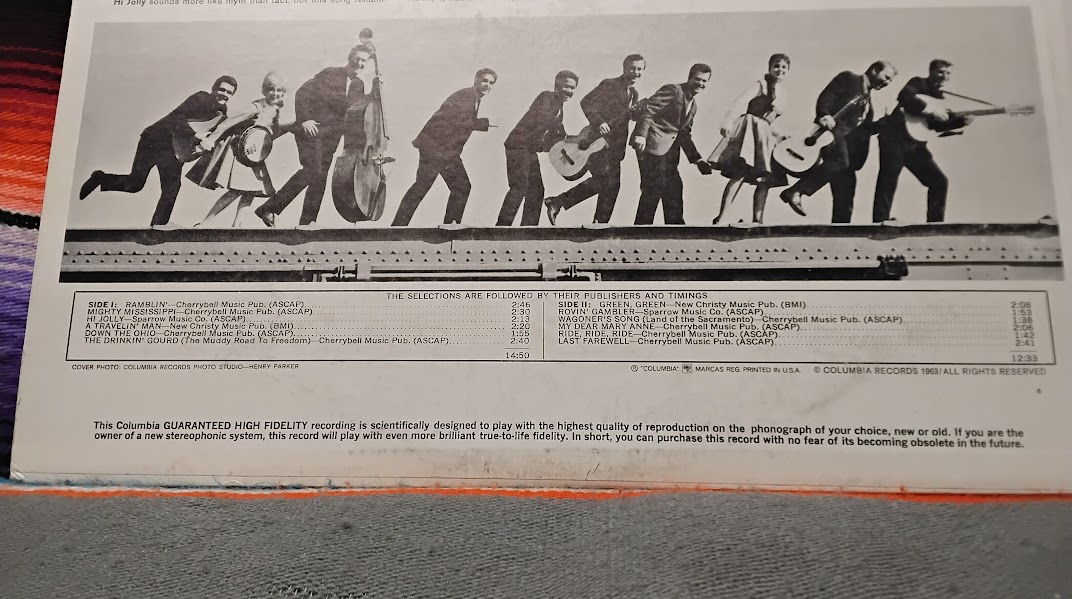 Hi Jolly sounds more like myth than fact, but this song
THE SELECTIONS ARE FOLLOWED BY THEIR PUBLISHERS AND TIMINGS
SIDE I: RAMBLIN'—Cherrybell Music Pub. (ASCAP) 2:46
MIGHTY MISSISSIPPI—Cherrybell Music Pub. (ASCAP) 2:30
HI JOLLY—Sparrow Music Co. (ASCAP) 2:13
A TRAVELIN' MAN—New Christy Music Pub. (BMI) 2:20
DOWN THE OHIO—Cherrybell Music Pub. (ASCAP) 1:55
THE DRINKIN' GOURD (The Muddy Road To Freedom)—Cherrybell Music Pub. (ASCAP) 2:40
14:50
SIDE II: GREEN, GREEN—New Christy Music Pub. (BMI) 2:08
ROVIN' GAMBLER—Sparrow Music Co. (ASCAP) 1:53
WAGONER'S SONG (Land of the Sacramento)—Cherrybell Music Pub. (ASCAP) 1:38
MY DEAR MARY ANNE—Cherrybell Music Pub. (ASCAP) 2:06
RIDE, RIDE, RIDE—Cherrybell Music Pub. (ASCAP) 1:42
LAST FAREWELL—Cherrybell Music Pub. (ASCAP) 2:41
12:33
COVER PHOTO: COLUMBIA RECORDS PHOTO STUDIO—HENRY PARKER
® "COLUMBIA", MARCAS REG. PRINTED IN U.S.A. © COLUMBIA RECORDS 1963/ALL RIGHTS RESERVED
6
This Columbia GUARANTEED HIGH FIDELITY recording is scientifically designed to play with the highest quality of reproduction on the phonograph of your choice, new or old. If you are the
owner of a new stereophonic system, this record will play with even more brilliant true-to-life fidelity. In short, you can purchase this record with no fear of its becoming obsolete in the future.